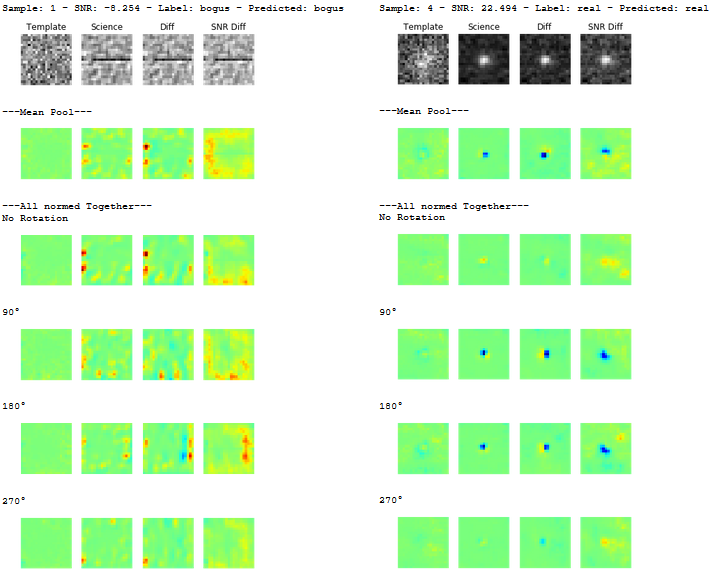 Sample: 1 - SNR: -8.254 - Label: bogus - Predicted: bogus
Template Science Diff SNR Diff
---Mean Pool---
---All normed Together---
No Rotation
90°
180°
270°
Sample: 4 - SNR: 22.494 - Label: real - Predicted: real
Template Science Diff SNR Diff
---Mean Pool---
---All normed Together---
No Rotation
90°
180°
270°